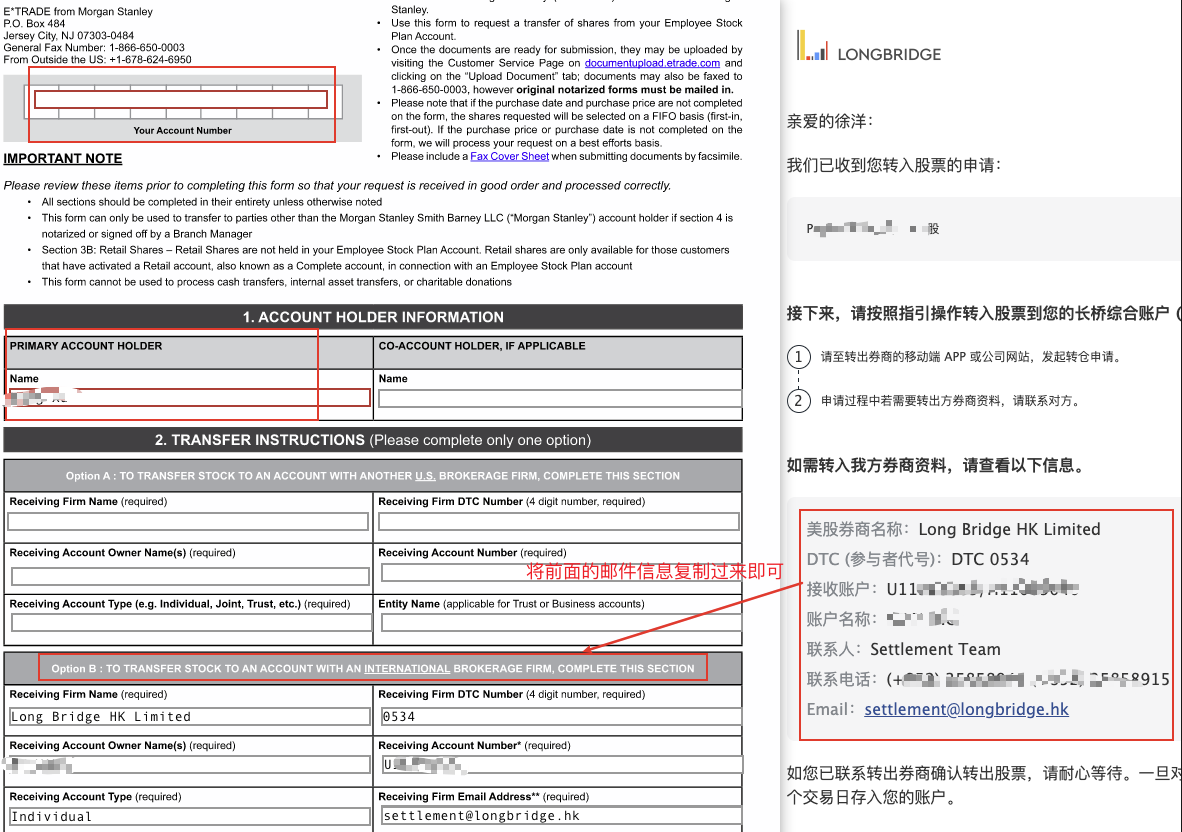 E*TRADE from Morgan Stanley
P.O. Box 484
Jersey City, NJ 07303-0484
General Fax Number: 1-866-650-0003
From Outside the US: +1-678-624-6950
Your Account Number
Stanley.
• Use this form to request a transfer of shares from your Employee Stock
Plan Account.
• Once the documents are ready for submission, they may be uploaded by
visiting the Customer Service Page on documentupload.etrade.com and
clicking on the “Upload Document” tab; documents may also be faxed to
1-866-650-0003, however original notarized forms must be mailed in.
• Please note that if the purchase date and purchase price are not completed
on the form, the shares requested will be selected on a FIFO basis (first-in,
first-out). If the purchase price or purchase date is not completed on the
form, we will process your request on a best efforts basis.
• Please include a Fax Cover Sheet when submitting documents by facsimile.
IMPORTANT NOTE
Please review these items prior to completing this form so that your request is received in good order and processed correctly.
• All sections should be completed in their entirety unless otherwise noted
• This form can only be used to transfer to parties other than the Morgan Stanley Smith Barney LLC (“Morgan Stanley”) account holder if section 4 is
notarized or signed off by a Branch Manager
• Section 3B: Retail Shares – Retail Shares are not held in your Employee Stock Plan Account. Retail shares are only available for those customers
that have activated a Retail account, also known as a Complete account, in connection with an Employee Stock Plan account
• This form cannot be used to process cash transfers, internal asset transfers, or charitable donations
1. ACCOUNT HOLDER INFORMATION
PRIMARY ACCOUNT HOLDER
CO-ACCOUNT HOLDER, IF APPLICABLE
Name
Name
2. TRANSFER INSTRUCTIONS (Please complete only one option)
Option A : TO TRANSFER STOCK TO AN ACCOUNT WITH ANOTHER U.S. BROKERAGE FIRM, COMPLETE THIS SECTION
Receiving Firm Name (required)
Receiving Firm DTC Number (4 digit number, required)
Receiving Account Owner Name(s) (required)
Receiving Account Number (required)
将前面的邮件信息复制过来即可
Receiving Account Type (e.g. Individual, Joint, Trust, etc.) (required)
Entity Name (applicable for Trust or Business accounts)
Option B : TO TRANSFER STOCK TO AN ACCOUNT WITH AN INTERNATIONAL BROKERAGE FIRM, COMPLETE THIS SECTION
Receiving Firm Name (required)
Receiving Firm DTC Number (4 digit number, required)
Long Bridge HK Limited
0534
Receiving Account Owner Name(s) (required)
Receiving Account Number* (required)
Receiving Account Type (required)
Receiving Firm Email Address** (required)
Individual
settlement@longbridge.hk
LONGBRIDGE
亲爱的徐洋：
我们已收到您转入股票的申请：
股
接下来，请按照指引操作转入股票到您的长桥综合账户（
1 请至转出券商的移动端 APP 或公司网站，发起转仓申请。
2 申请过程中若需要转出方券商资料，请联系对方。
如需转入我方券商资料，请查看以下信息。
美股券商名称： Long Bridge HK Limited
DTC (参与者代号)： DTC 0534
接收账户：
账户名称：
联系人： Settlement Team
联系电话：
Email： settlement@longbridge.hk
如您已联系转出券商确认转出股票，请耐心等待。一旦对
个交易日存入您的账户。